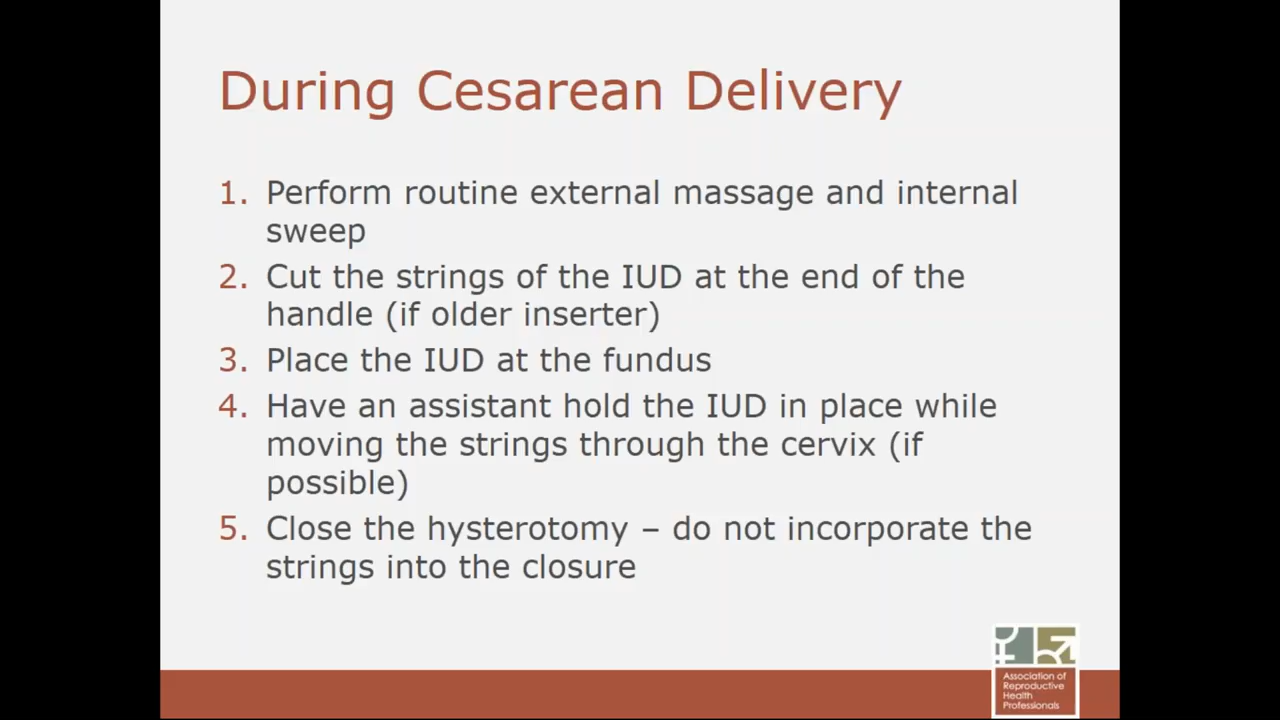 During Cesarean Delivery
1. Perform routine external massage and internal
sweep
2. Cut the strings of the IUD at the end of the
handle (if older inserter)
3. Place the IUD at the fundus
4. Have an assistant hold the IUD in place while
moving the strings through the cervix (if
possible)
5. Close the hysterotomy – do not incorporate the
strings into the closure
Association of
Reproductive
Health
Professionals